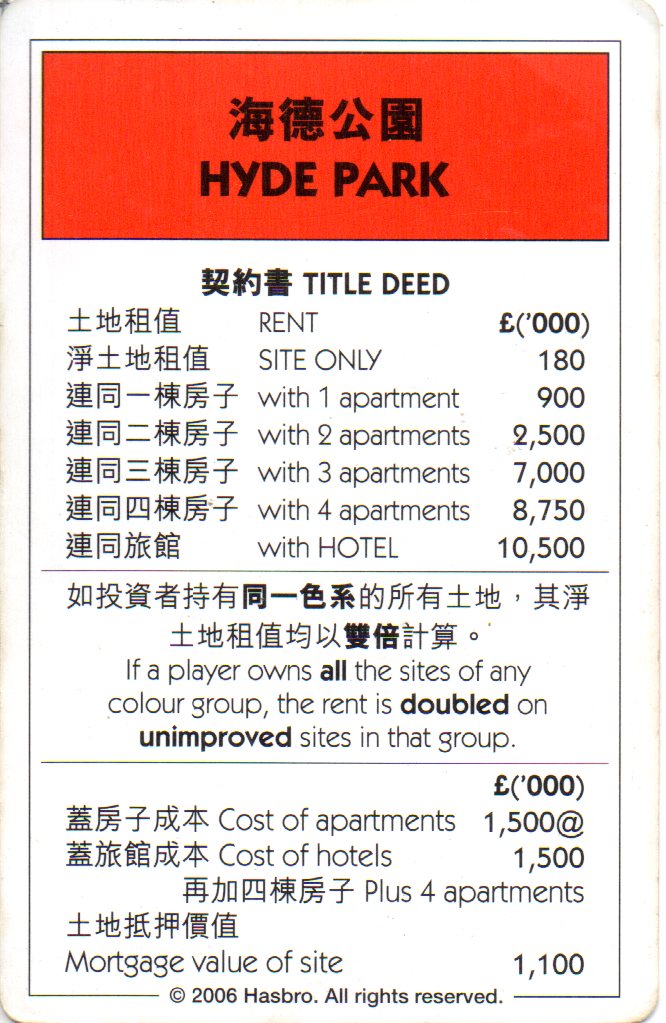 海德公園
HYDE PARK
契約書 TITLE DEED
土地租值 RENT £('000)
淨土地租值 SITE ONLY 180
連同一棟房子 with 1 apartment 900
連同二棟房子 with 2 apartments 2,500
連同三棟房子 with 3 apartments 7,000
連同四棟房子 with 4 apartments 8,750
連同旅館 with HOTEL 10,500
如投資者持有同一色系的所有土地，其淨
土地租值均以雙倍計算。
If a player owns all the sites of any
colour group, the rent is doubled on
unimproved sites in that group.
£('000)
蓋房子成本 Cost of apartments 1,500@
蓋旅館成本 Cost of hotels 1,500
再加四棟房子 Plus 4 apartments
土地抵押價值
Mortgage value of site 1,100
© 2006 Hasbro. All rights reserved.